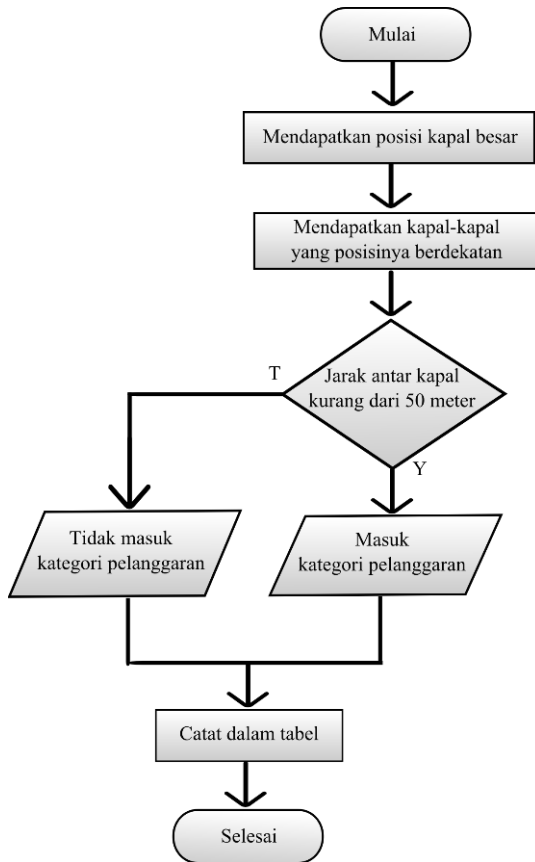 Mulai
Mendapatkan posisi kapal besar
Mendapatkan kapal-kapal
yang posisinya berdekatan
Jarak antar kapal
kurang dari 50 meter
T
Y
Tidak masuk
kategori pelanggaran
Masuk
kategori pelanggaran
Catat dalam tabel
Selesai